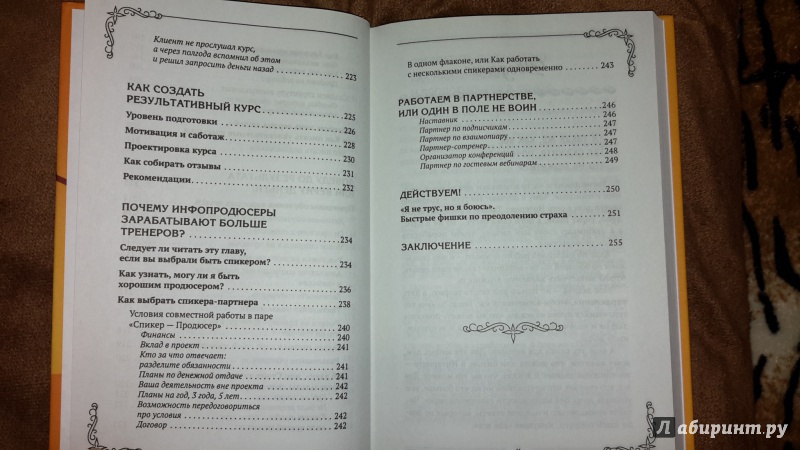 Клиент не прослушал курс,
а через полгода вспомнил об этом
и решил запросить деньги назад 223
КАК СОЗДАТЬ
РЕЗУЛЬТАТИВНЫЙ КУРС 225
Уровень подготовки 226
Мотивация и саботаж 228
Проектировка курса 230
Как собирать отзывы 231
Рекомендации 232
ПОЧЕМУ ИНФОПРОДЮСЕРЫ
ЗАРАБАТЫВАЮТ БОЛЬШЕ
ТРЕНЕРОВ? 234
Следует ли читать эту главу,
если вы выбрали быть спикером? 234
Как узнать, могу ли я быть
хорошим продюсером? 236
Как выбрать спикера-партнера 238
Условия совместной работы в паре
«Спикер — Продюсер» 240
Финансы 240
Вклад в проект 241
Кто за что отвечает:
разделите обязанности 241
Планы по денежной отдаче 241
Ваша деятельность вне проекта 242
Планы на год, 3 года, 5 лет 242
Возможность передоговориться
про условия 242
Договор 242
В одном флаконе, или Как работать
с несколькими спикерами одновременно 243
РАБОТАЕМ В ПАРТНЕРСТВЕ,
ИЛИ ОДИН В ПОЛЕ НЕ ВОИН 246
Наставник 246
Партнер по подписчикам 247
Партнер по взаимопиару 247
Партнер-сотренер 247
Организатор конференций 248
Партнер по гостевым вебинарам 249
ДЕЙСТВУЕМ! 250
«Я не трус, но я боюсь».
Быстрые фишки по преодолению страха 251
ЗАКЛЮЧЕНИЕ 255
Лабиринт.ру